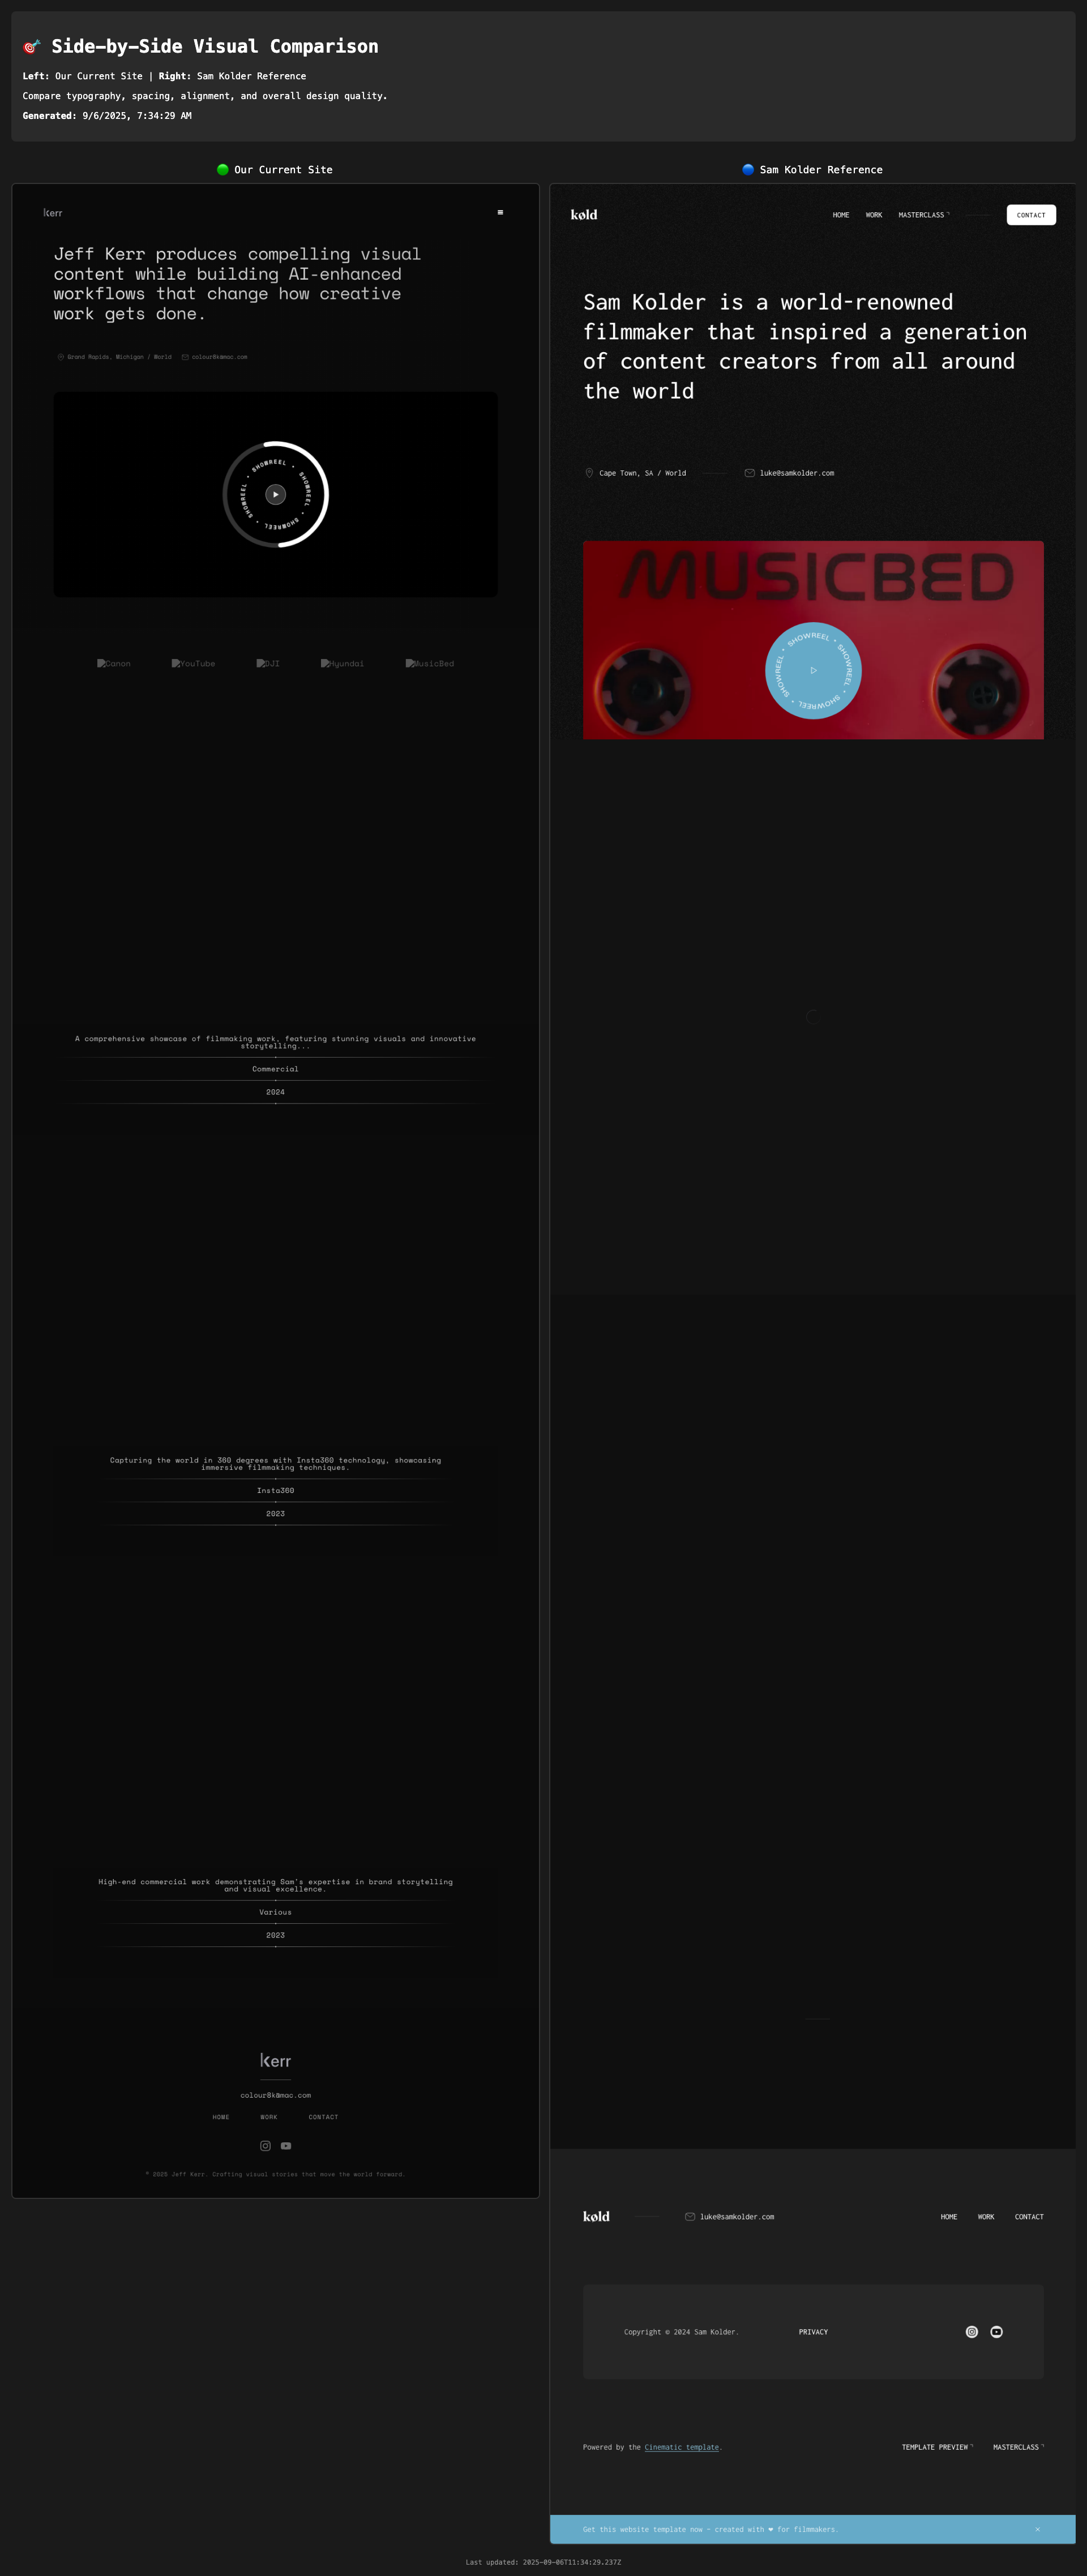 🎯 Side-by-Side Visual Comparison
Left: Our Current Site | Right: Sam Kolder Reference
Compare typography, spacing, alignment, and overall design quality.
Generated: 9/6/2025, 7:34:29 AM
🟢 Our Current Site
kerr
Jeff Kerr produces compelling visual
content while building AI-enhanced
workflows that change how creative
work gets done.
Grand Rapids, Michigan / World
colour8k@mac.com
SHOWREEL • SHOWREEL • SHOWREEL • SHOWREEL •
Canon
YouTube
DJI
Hyundai
MusicBed
A comprehensive showcase of filmmaking work, featuring stunning visuals and innovative
storytelling...
Commercial
2024
Capturing the world in 360 degrees with Insta360 technology, showcasing
immersive filmmaking techniques.
Insta360
2023
High-end commercial work demonstrating Sam's expertise in brand storytelling
and visual excellence.
Various
2023
kerr
colour8k@mac.com
HOME WORK CONTACT
© 2025 Jeff Kerr. Crafting visual stories that move the world forward.
🔵 Sam Kolder Reference
køld
HOME WORK MASTERCLASS
CONTACT
Sam Kolder is a world-renowned
filmmaker that inspired a generation
of content creators from all around
the world
Cape Town, SA / World
luke@samkolder.com
MUSICBED
SHOWREEL • SHOWREEL • SHOWREEL • SHOWREEL •
køld
luke@samkolder.com
HOME WORK CONTACT
Copyright © 2024 Sam Kolder.
PRIVACY
Powered by the Cinematic template.
TEMPLATE PREVIEW MASTERCLASS
Get this website template now - created with ❤ for filmmakers.
×
Last updated: 2025-09-06T11:34:29.237Z